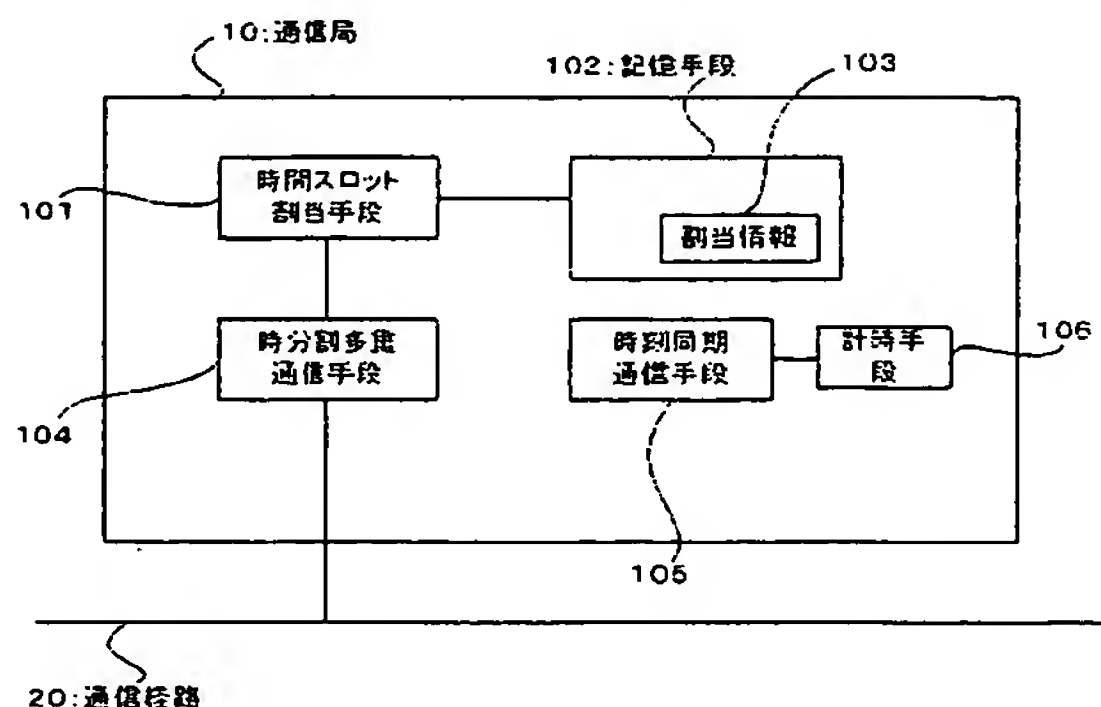 10:通信局
102:記憶手段
103
時間スロット
割当手段
101
割当情報
時分割多重
通信手段
時刻同期
通信手段
計時手段
106
104
105
20:通信経路